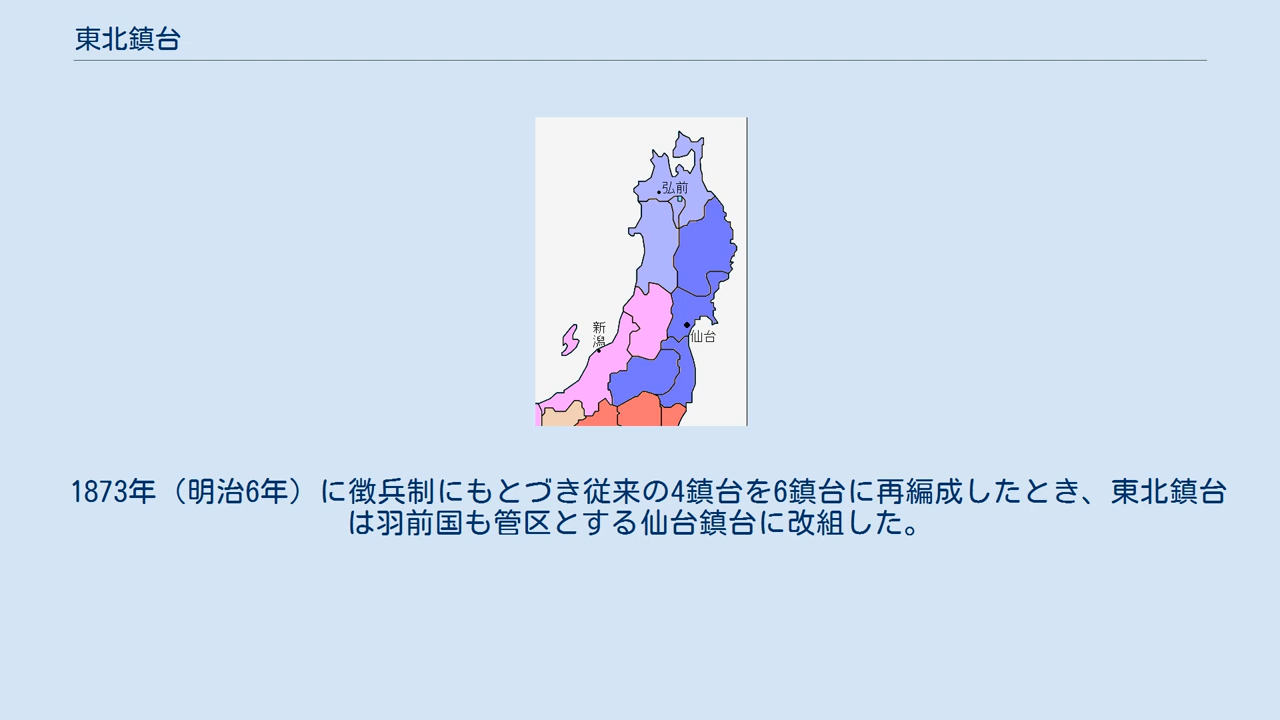 東北鎮台
弘前
新
潟
仙台
1873年（明治6年）に徴兵制にもとづき従来の4鎮台を6鎮台に再編成したとき、東北鎮台
は羽前国も管区とする仙台鎮台に改組した。